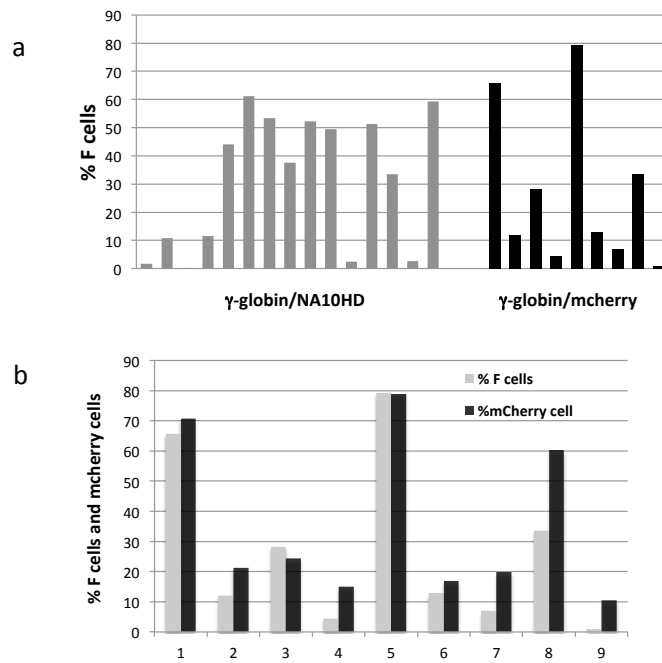 a
90
80
70
60
50
40
30
20
10
0
% F cells
γ-globin/NA10HD γ-globin/mcherry
b
90
80
70
60
50
40
30
20
10
0
% F cells and mcherry cells
% F cells
%mCherry cell
1 2 3 4 5 6 7 8 9